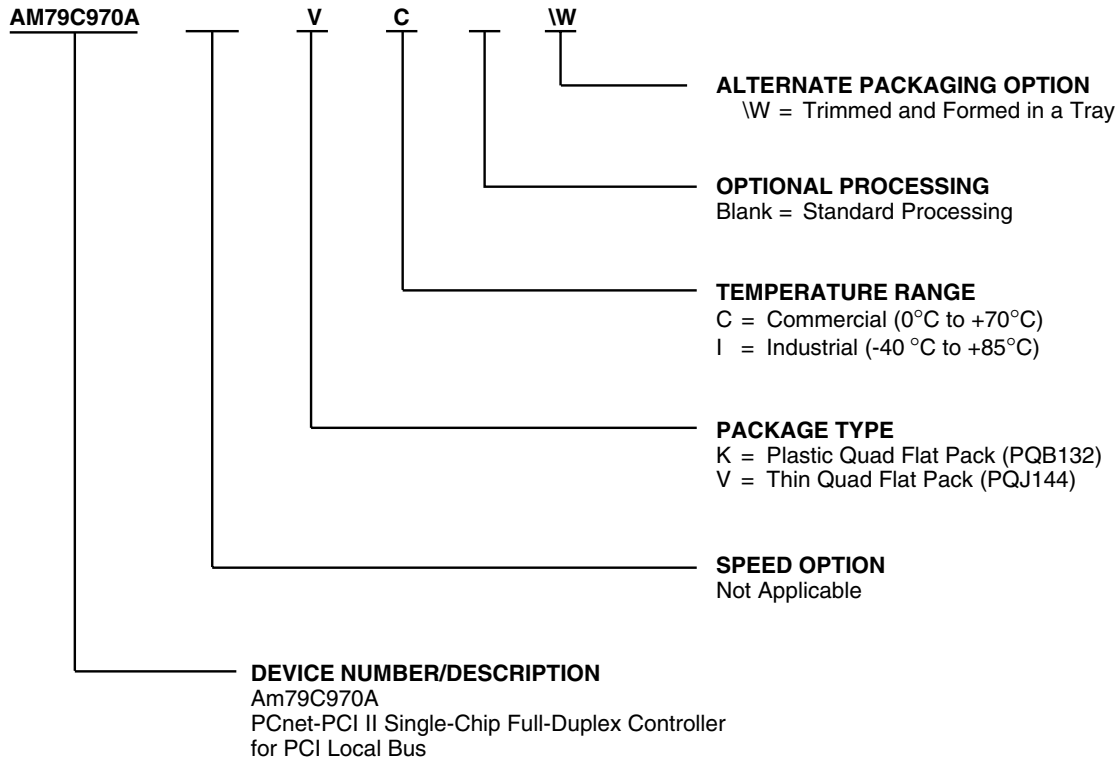 AM79C970A V C \W
ALTERNATE PACKAGING OPTION
\W = Trimmed and Formed in a Tray
OPTIONAL PROCESSING
Blank = Standard Processing
TEMPERATURE RANGE
C = Commercial (0°C to +70°C)
I = Industrial (-40 °C to +85°C)
PACKAGE TYPE
K = Plastic Quad Flat Pack (PQB132)
V = Thin Quad Flat Pack (PQJ144)
SPEED OPTION
Not Applicable
DEVICE NUMBER/DESCRIPTION
Am79C970A
PCnet-PCI II Single-Chip Full-Duplex Controller
for PCI Local Bus